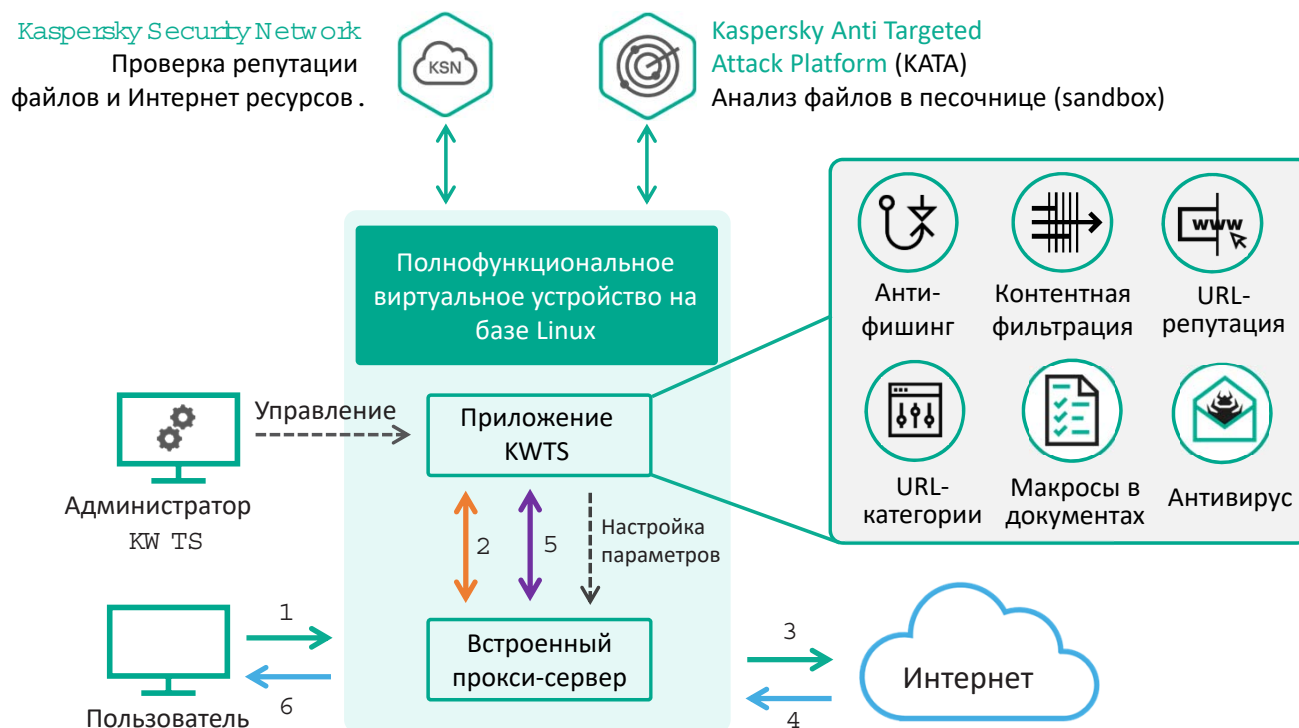 Kaspersky Security Network
Проверка репутации
файлов и Интернет ресурсов.
KSN
Kaspersky Anti Targeted
Attack Platform (KATA)
Анализ файлов в песочнице (sandbox)
Полнофункциональное
виртуальное устройство на
базе Linux
Анти-
фишинг
Контентная
фильтрация
www
URL-
репутация
URL-
категории
Макросы в
документах
Антивирус
Управление
Приложение
KWTS
Администратор
KW TS
2
5
Настройка
параметров
1
6
Пользователь
Встроенный
прокси-сервер
3
4
Интернет